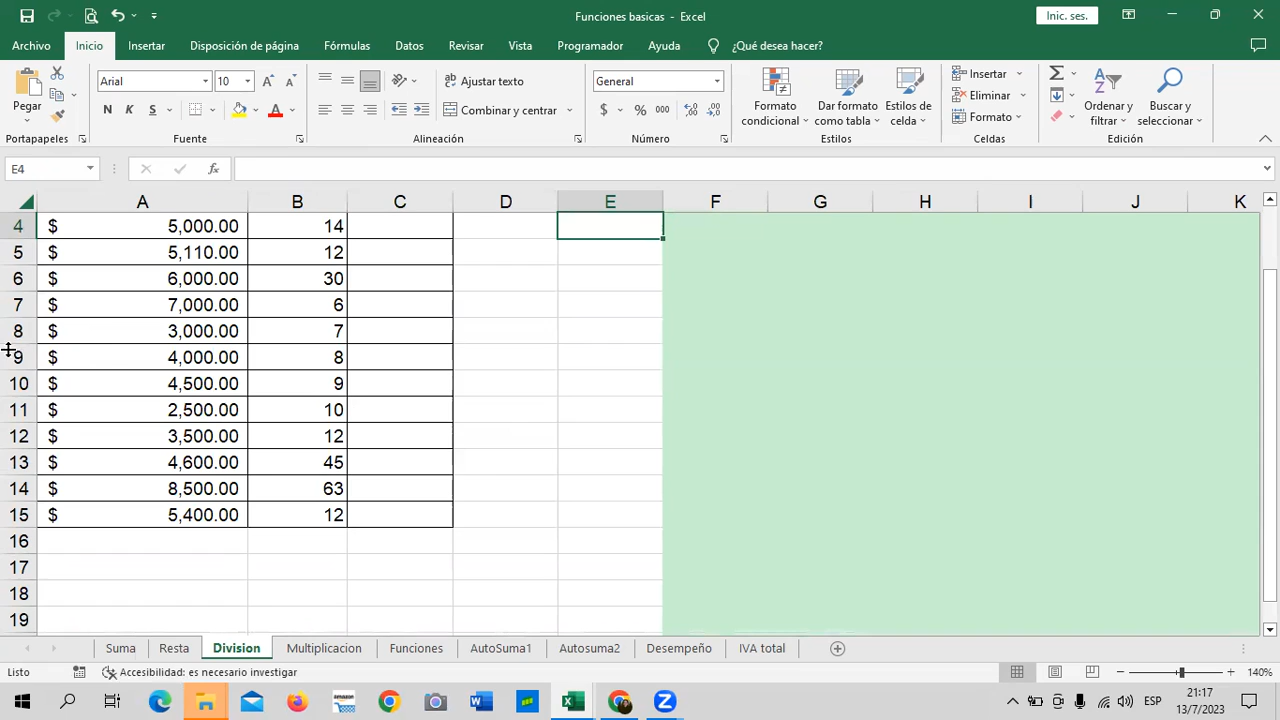 Funciones basicas - Excel
Inic. ses.
Archivo Inicio Insertar Disposición de página Fórmulas Datos Revisar Vista Programador Ayuda ¿Qué desea hacer?
Pegar
Arial 10
Ajustar texto
General
N K S
Combinar y centrar
$ % 000
Formato condicional
Dar formato como tabla
Estilos de celda
Insertar
Eliminar
Formato
Ordenar y filtrar
Buscar y seleccionar
Portapapeles Fuente Alineación Número Estilos Celdas Edición
E4 fx
A B C D E F G H I J K
4 $ 5,000.00 14
5 $ 5,110.00 12
6 $ 6,000.00 30
7 $ 7,000.00 6
8 $ 3,000.00 7
9 $ 4,000.00 8
10 $ 4,500.00 9
11 $ 2,500.00 10
12 $ 3,500.00 12
13 $ 4,600.00 45
14 $ 8,500.00 63
15 $ 5,400.00 12
16
17
18
19
Suma Resta Division Multiplicacion Funciones AutoSuma1 Autosuma2 Desempeño IVA total
Listo Accesibilidad: es necesario investigar 140%
ESP 21:17
13/7/2023